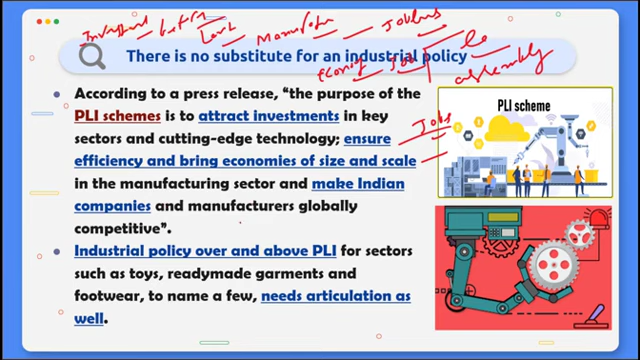 Manufacture
Jobless
Jobs
assembly
There is no substitute for an industrial policy
According to a press release, “the purpose of the
PLI schemes is to attract investments in key
sectors and cutting-edge technology; ensure
efficiency and bring economies of size and scale
in the manufacturing sector and make Indian
companies and manufacturers globally
competitive”.
Industrial policy over and above PLI for sectors
such as toys, readymade garments and
footwear, to name a few, needs articulation as
well.
PLI scheme